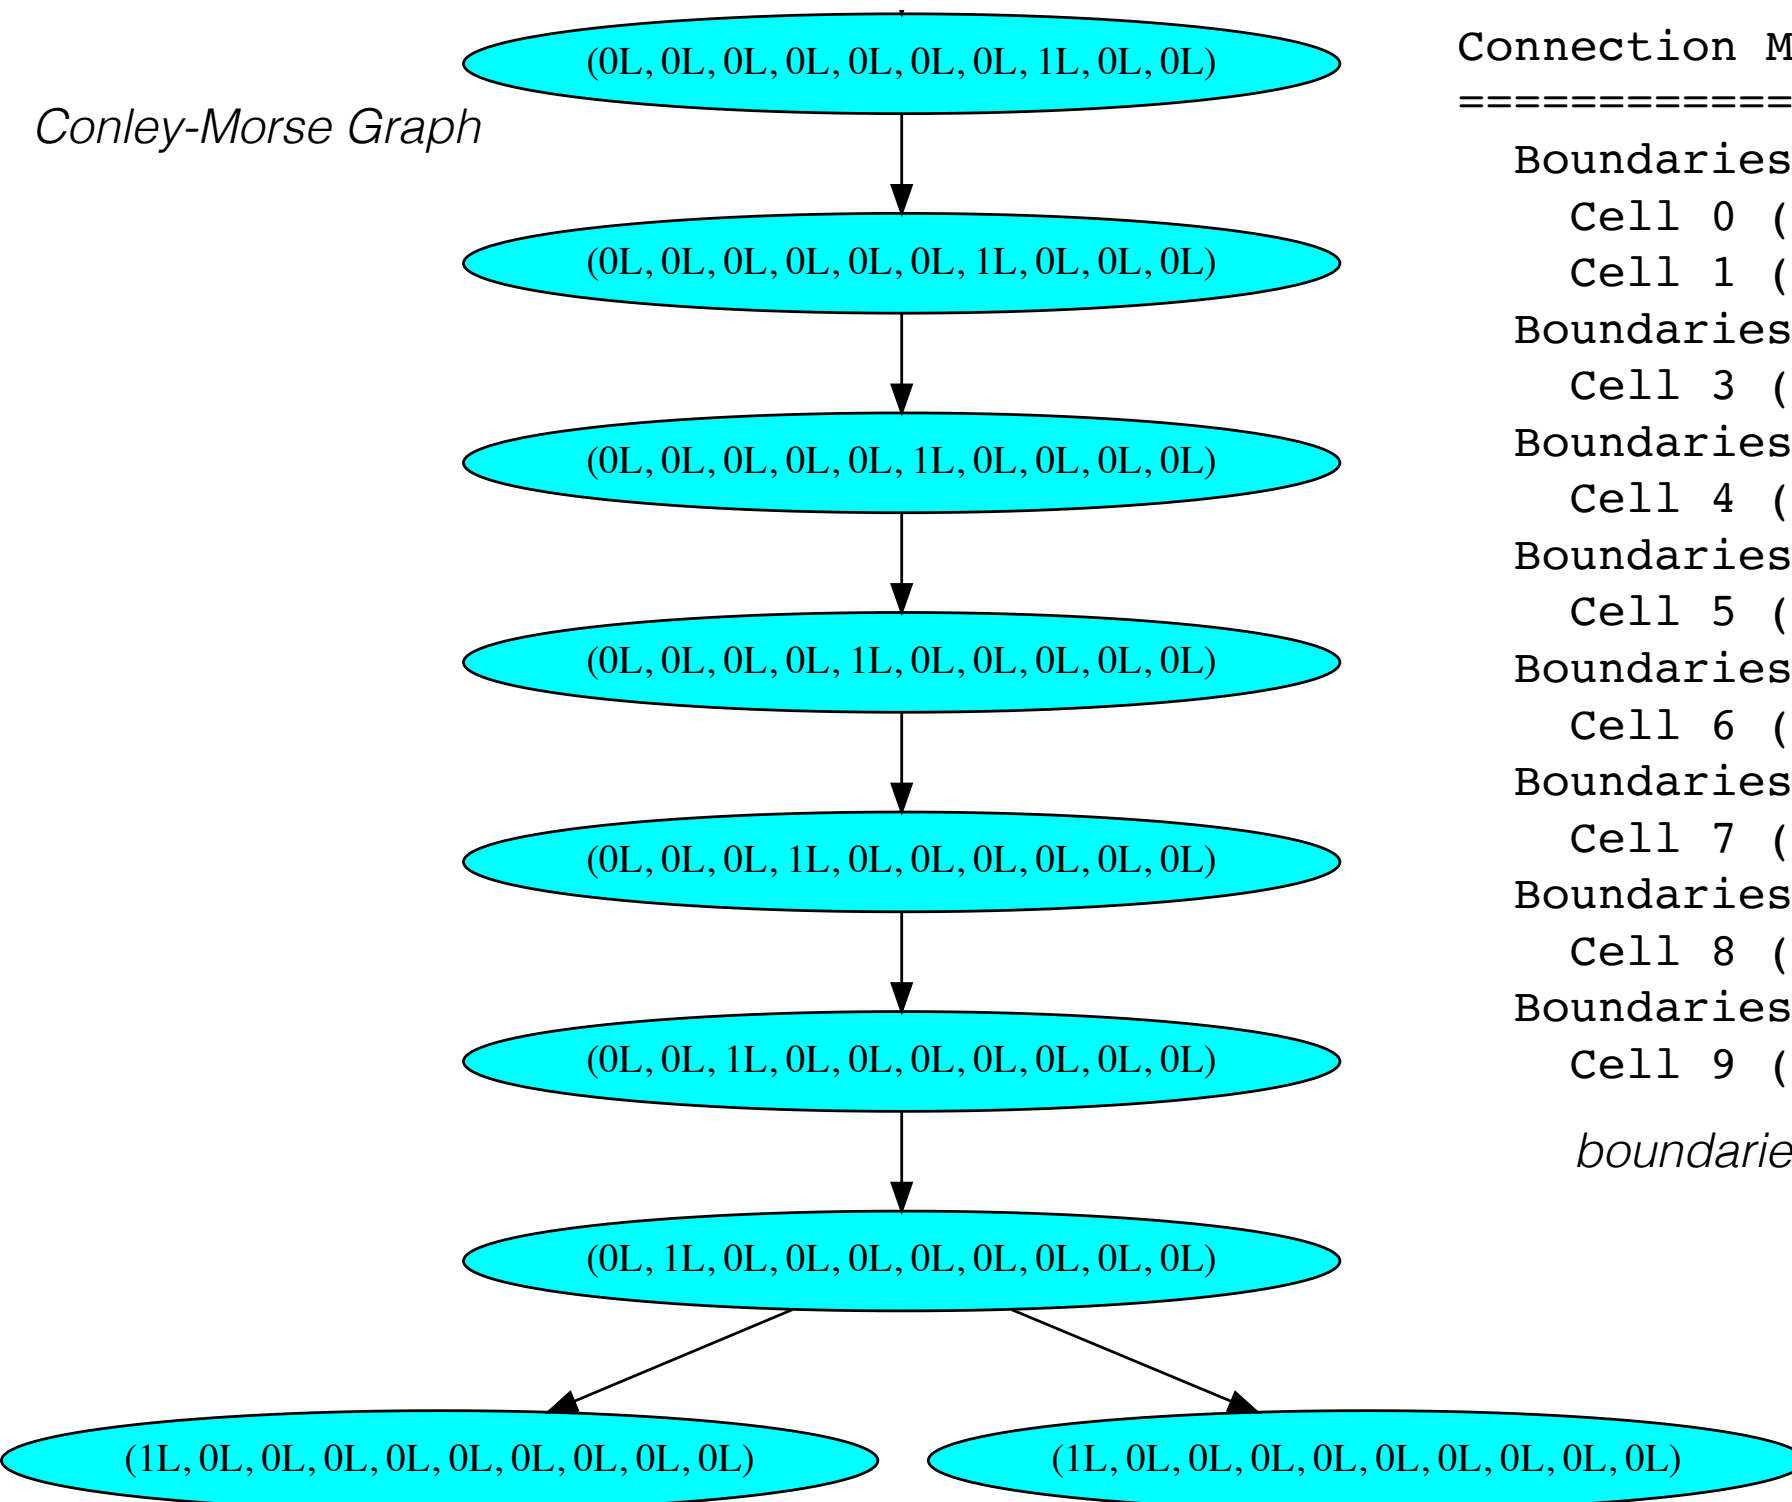 Conley-Morse Graph
(0L, 0L, 0L, 0L, 0L, 0L, 0L, 1L, 0L, 0L)
(0L, 0L, 0L, 0L, 0L, 0L, 1L, 0L, 0L, 0L)
(0L, 0L, 0L, 0L, 0L, 1L, 0L, 0L, 0L, 0L)
(0L, 0L, 0L, 0L, 1L, 0L, 0L, 0L, 0L, 0L)
(0L, 0L, 0L, 1L, 0L, 0L, 0L, 0L, 0L, 0L)
(0L, 0L, 1L, 0L, 0L, 0L, 0L, 0L, 0L, 0L)
(0L, 1L, 0L, 0L, 0L, 0L, 0L, 0L, 0L, 0L)
(1L, 0L, 0L, 0L, 0L, 0L, 0L, 0L, 0L, 0L)
(1L, 0L, 0L, 0L, 0L, 0L, 0L, 0L, 0L, 0L)
Connection M
============
Boundaries
Cell 0 (
Cell 1 (
Boundaries
Cell 3 (
Boundaries
Cell 4 (
Boundaries
Cell 5 (
Boundaries
Cell 6 (
Boundaries
Cell 7 (
Boundaries
Cell 8 (
Boundaries
Cell 9 (
boundarie